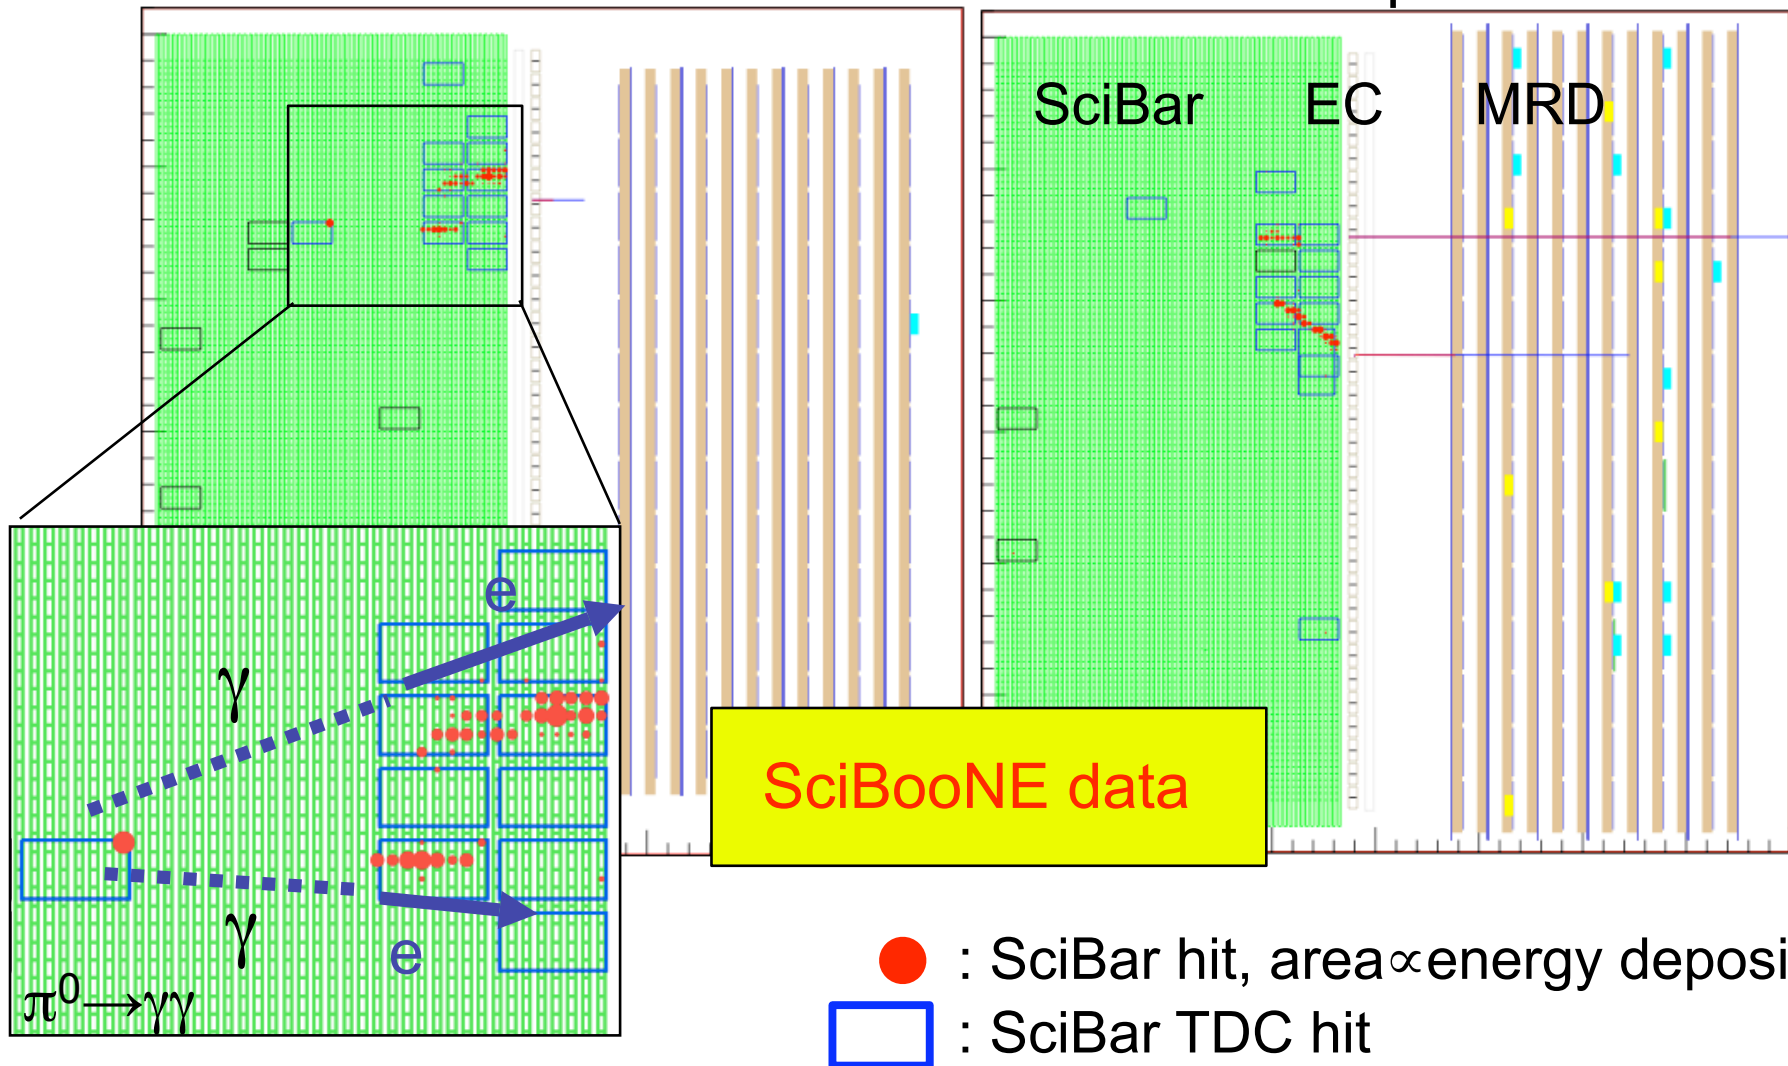 SciBar EC MRD
e
γ
SciBooNE data
γ
e
π⁰→γγ
: SciBar hit, area∝energy deposi
: SciBar TDC hit